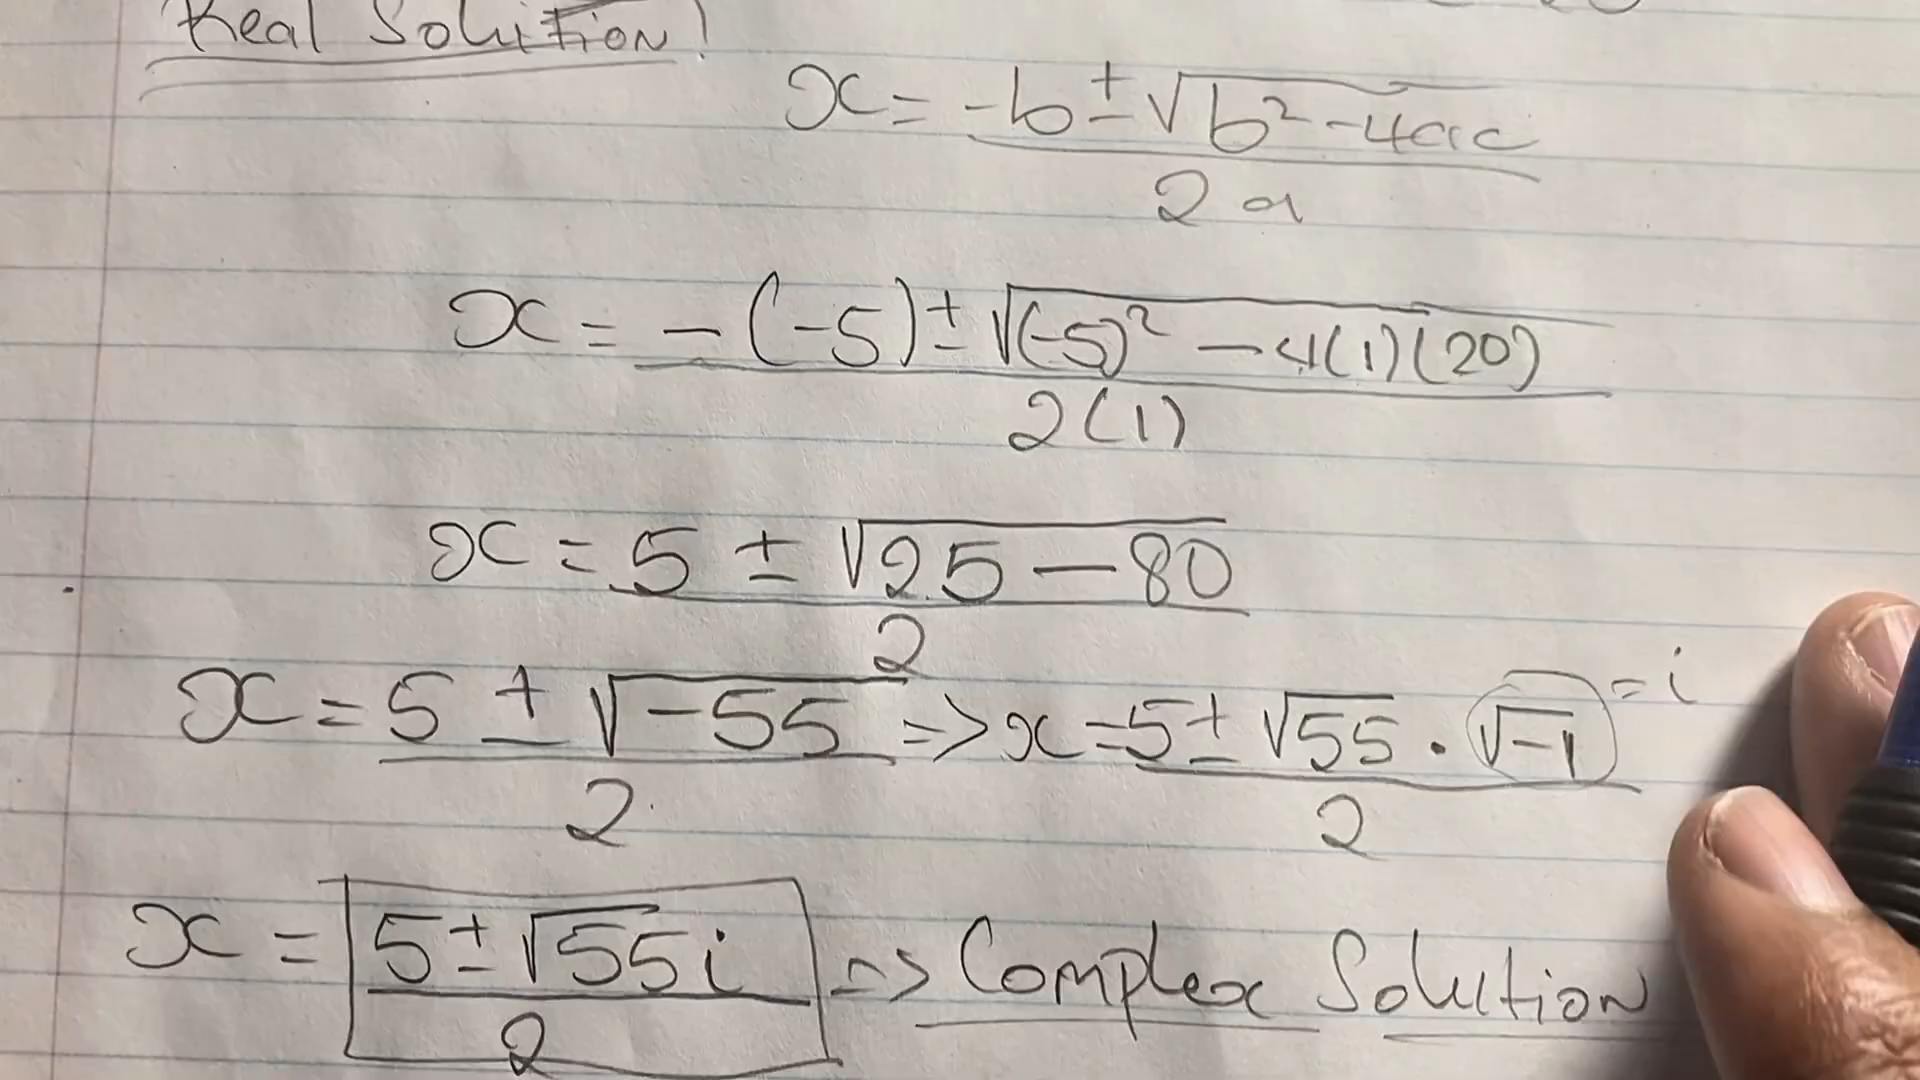 Real Solution!
x = -b ± √b² - 4ac
2a
x = -(-5) ± √(-5)² - 4(1)(20)
2(1)
x = 5 ± √25 - 80
2
x = 5 ± √-55 => x = 5 ± √55 · √-1 = i
2 2
x = 5 ± √55 i => Complex Solution
2